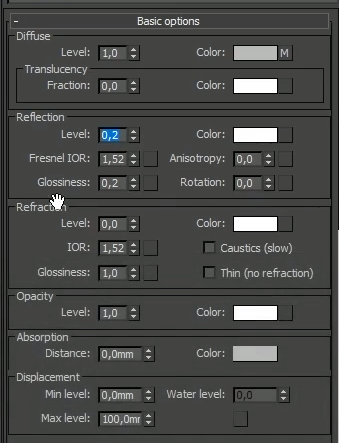 - Basic options
Diffuse
Level: 1,0 Color: M
Translucency
Fraction: 0,0 Color:
Reflection
Level: 0,2 Color:
Fresnel IOR: 1,52 Anisotropy: 0,0
Glossiness: 0,2 Rotation: 0,0
Refraction
Level: 0,0 Color:
IOR: 1,52 Caustics (slow)
Glossiness: 1,0 Thin (no refraction)
Opacity
Level: 1,0 Color:
Absorption
Distance: 0,0mm Color:
Displacement
Min level: 0,0mm Water level: 0,0
Max level: 100,0mr